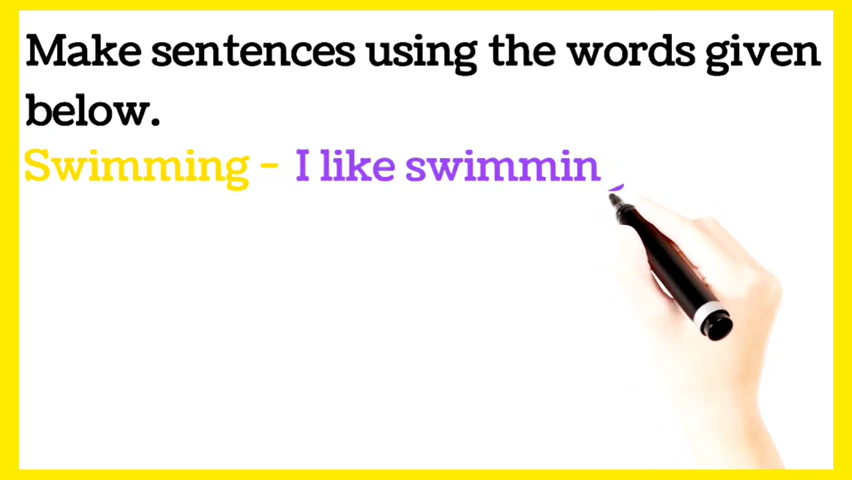 Make sentences using the words given
below.
Swimming - I like swimmin